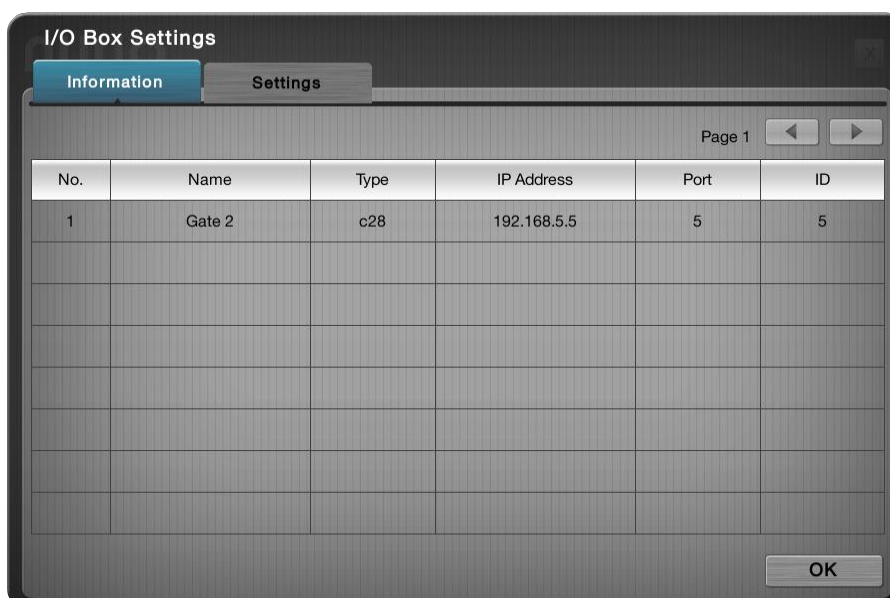 I/O Box Settings
Information
Settings
Page 1
No. Name Type IP Address Port ID
1 Gate 2 c28 192.168.5.5 5 5
OK